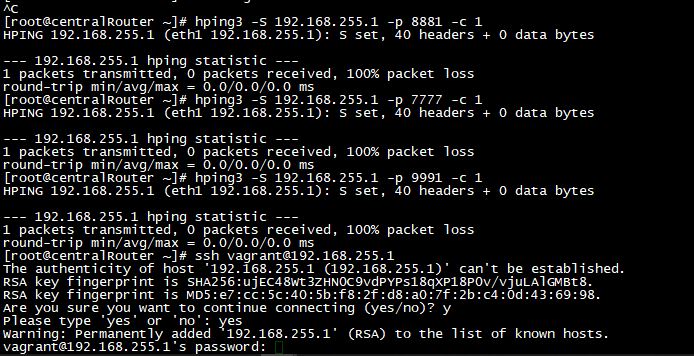 ^C
[root@centralRouter ~]# hping3 -S 192.168.255.1 -p 8881 -c 1
HPING 192.168.255.1 (eth1 192.168.255.1): S set, 40 headers + 0 data bytes
--- 192.168.255.1 hping statistic ---
1 packets transmitted, 0 packets received, 100% packet loss
round-trip min/avg/max = 0.0/0.0/0.0 ms
[root@centralRouter ~]# hping3 -S 192.168.255.1 -p 7777 -c 1
HPING 192.168.255.1 (eth1 192.168.255.1): S set, 40 headers + 0 data bytes
--- 192.168.255.1 hping statistic ---
1 packets transmitted, 0 packets received, 100% packet loss
round-trip min/avg/max = 0.0/0.0/0.0 ms
[root@centralRouter ~]# hping3 -S 192.168.255.1 -p 9991 -c 1
HPING 192.168.255.1 (eth1 192.168.255.1): S set, 40 headers + 0 data bytes
--- 192.168.255.1 hping statistic ---
1 packets transmitted, 0 packets received, 100% packet loss
round-trip min/avg/max = 0.0/0.0/0.0 ms
[root@centralRouter ~]# ssh vagrant@192.168.255.1
The authenticity of host '192.168.255.1 (192.168.255.1)' can't be established.
RSA key fingerprint is SHA256:ujEC48Wt3ZHNOC9vdPYPs18qXP18POv/vjuLAlGMBt8.
RSA key fingerprint is MD5:e7:cc:5c:40:5b:f8:2f:d8:a0:7f:2b:c4:0d:43:69:98.
Are you sure you want to continue connecting (yes/no)? y
Please type 'yes' or 'no': yes
Warning: Permanently added '192.168.255.1' (RSA) to the list of known hosts.
vagrant@192.168.255.1's password: